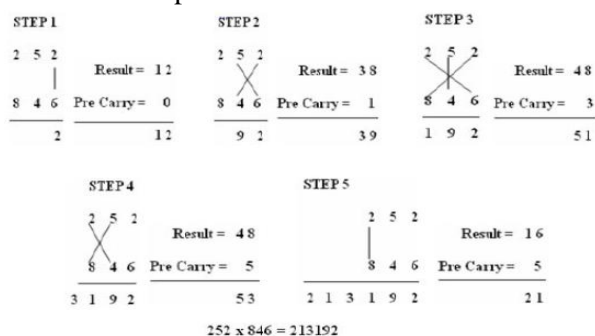 STEP 1
2 5 2
Result = 1 2
8 4 6 Pre Carry = 0
2 1 2
STEP 2
2 5 2
Result = 3 8
8 4 6 Pre Carry = 1
9 2 3 9
STEP 3
2 5 2
Result = 4 8
8 4 6 Pre Carry = 3
1 9 2 5 1
STEP 4
2 5 2
Result = 4 8
8 4 6 Pre Carry = 5
3 1 9 2 5 3
STEP 5
2 5 2
Result = 1 6
8 4 6 Pre Carry = 5
2 1 3 1 9 2 2 1
252 x 846 = 213192